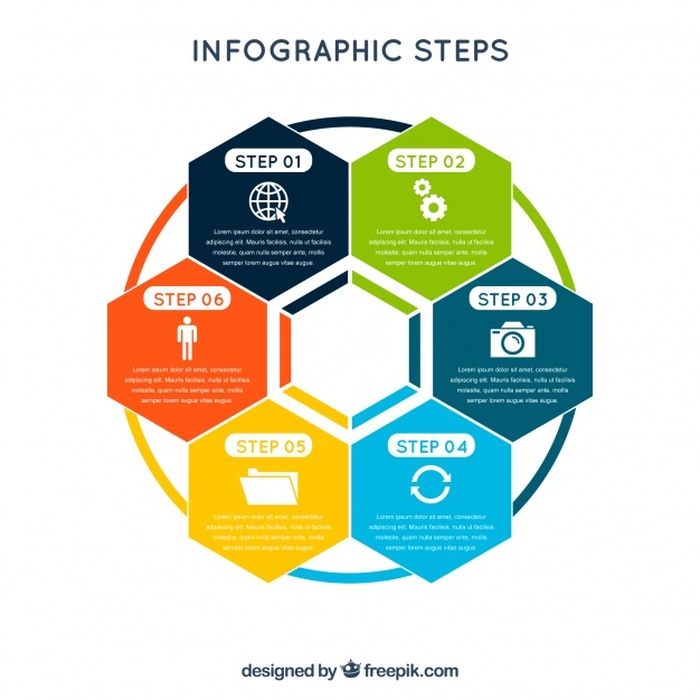 INFOGRAPHIC STEPS
STEP 01
Lorem ipsum dolor sit amet, consectetur
adipiscing elit. Mauris facilisis, nulla ut facilisis
molestie, quam nulla semper ante, mollis
semper lorem augue vitae augue.
STEP 02
Lorem ipsum dolor sit amet, consectetur
adipiscing elit. Mauris facilisis, nulla ut facilisis
molestie, quam nulla semper ante, mollis
semper lorem augue vitae augue.
STEP 03
Lorem ipsum dolor sit amet, consectetur
adipiscing elit. Mauris facilisis, nulla ut facilisis
molestie, quam nulla semper ante, mollis
semper lorem augue vitae augue.
STEP 04
Lorem ipsum dolor sit amet, consectetur
adipiscing elit. Mauris facilisis, nulla ut facilisis
molestie, quam nulla semper ante, mollis
semper lorem augue vitae augue.
STEP 05
Lorem ipsum dolor sit amet, consectetur
adipiscing elit. Mauris facilisis, nulla ut facilisis
molestie, quam nulla semper ante, mollis
semper lorem augue vitae augue.
STEP 06
Lorem ipsum dolor sit amet, consectetur
adipiscing elit. Mauris facilisis, nulla ut facilisis
molestie, quam nulla semper ante, mollis
semper lorem augue vitae augue.
designed by freepik.com